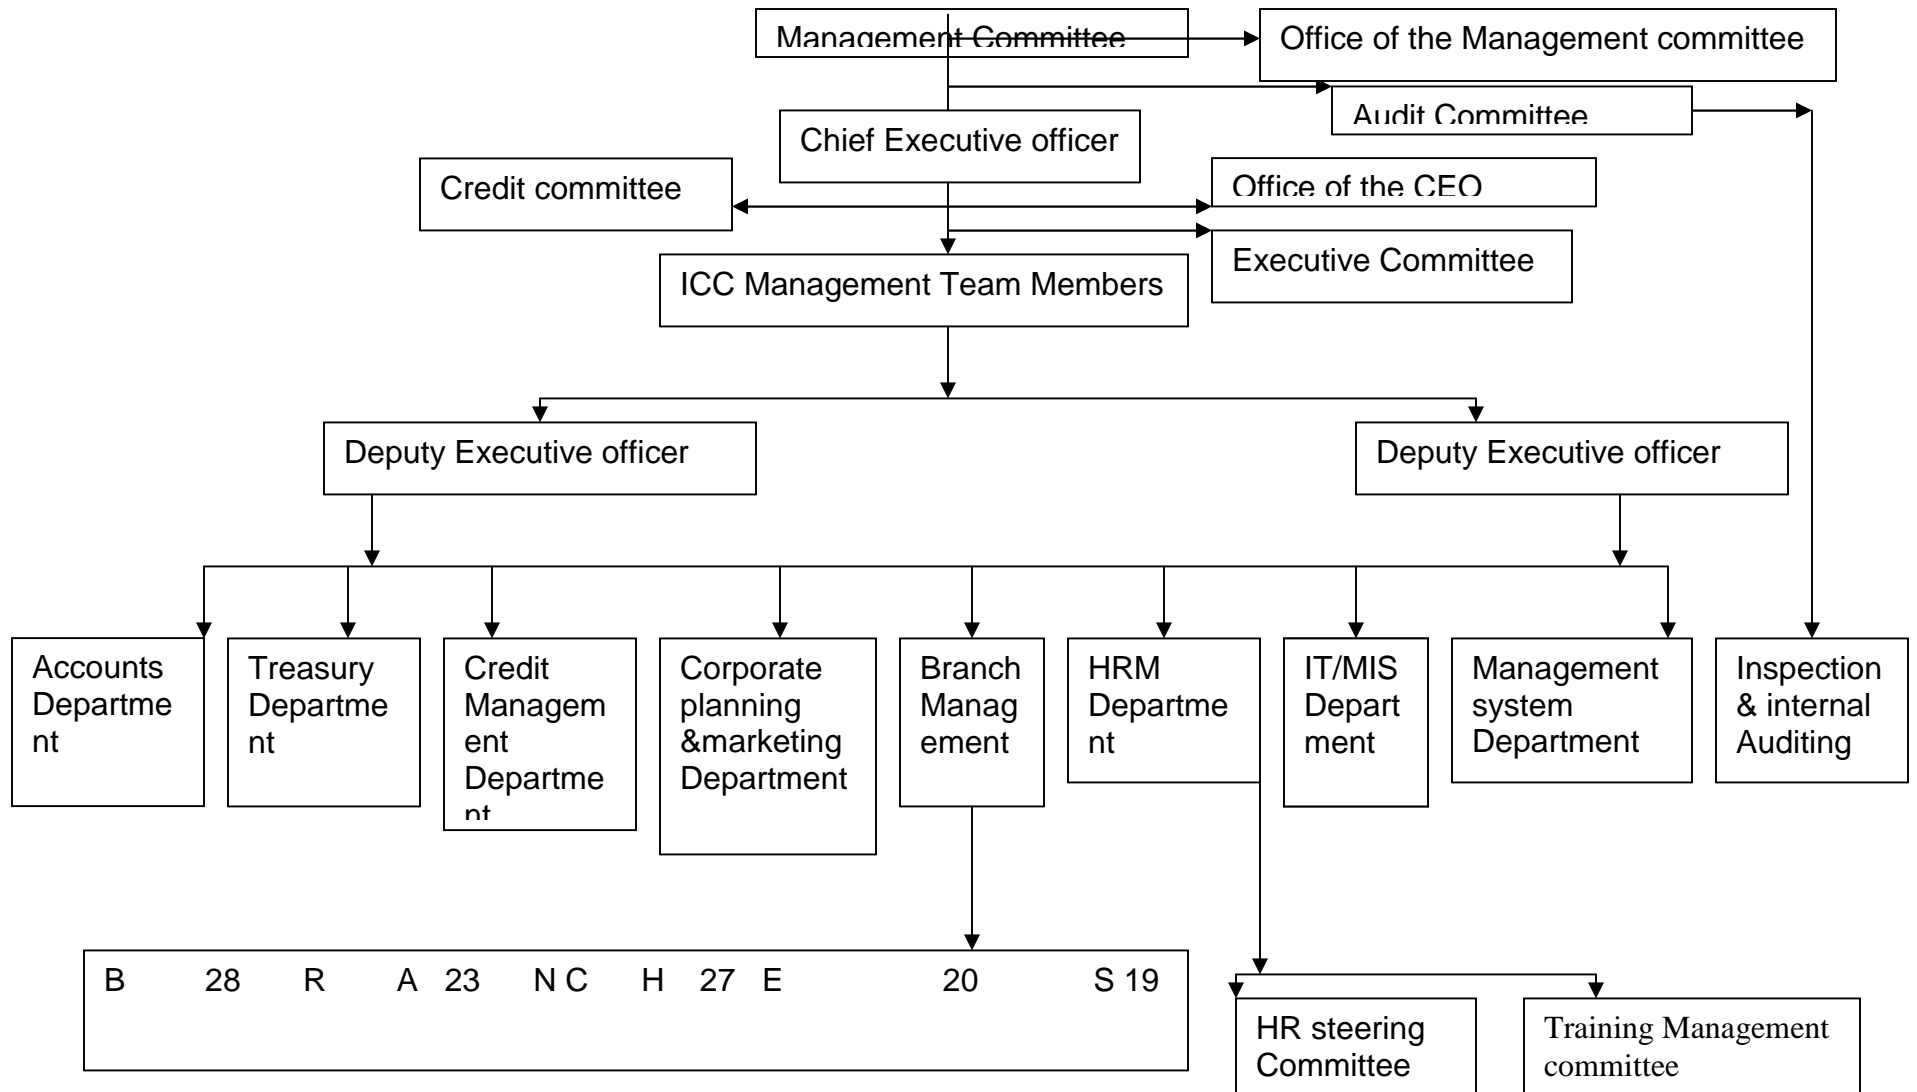 Management Committee
Office of the Management committee
Audit Committee
Chief Executive officer
Credit committee
Office of the CEO
Executive Committee
ICC Management Team Members
Deputy Executive officer
Deputy Executive officer
Accounts
Departme
nt
Treasury
Departme
nt
Credit
Managem
ent
Departme
nt
Corporate
planning
&marketing
Department
Branch
Manag
ement
HRM
Departme
nt
IT/MIS
Depart
ment
Management
system
Department
Inspection
& internal
Auditing
B 28 R A 23 N C H 27 E 20 S 19
HR steering
Committee
Training Management
committee